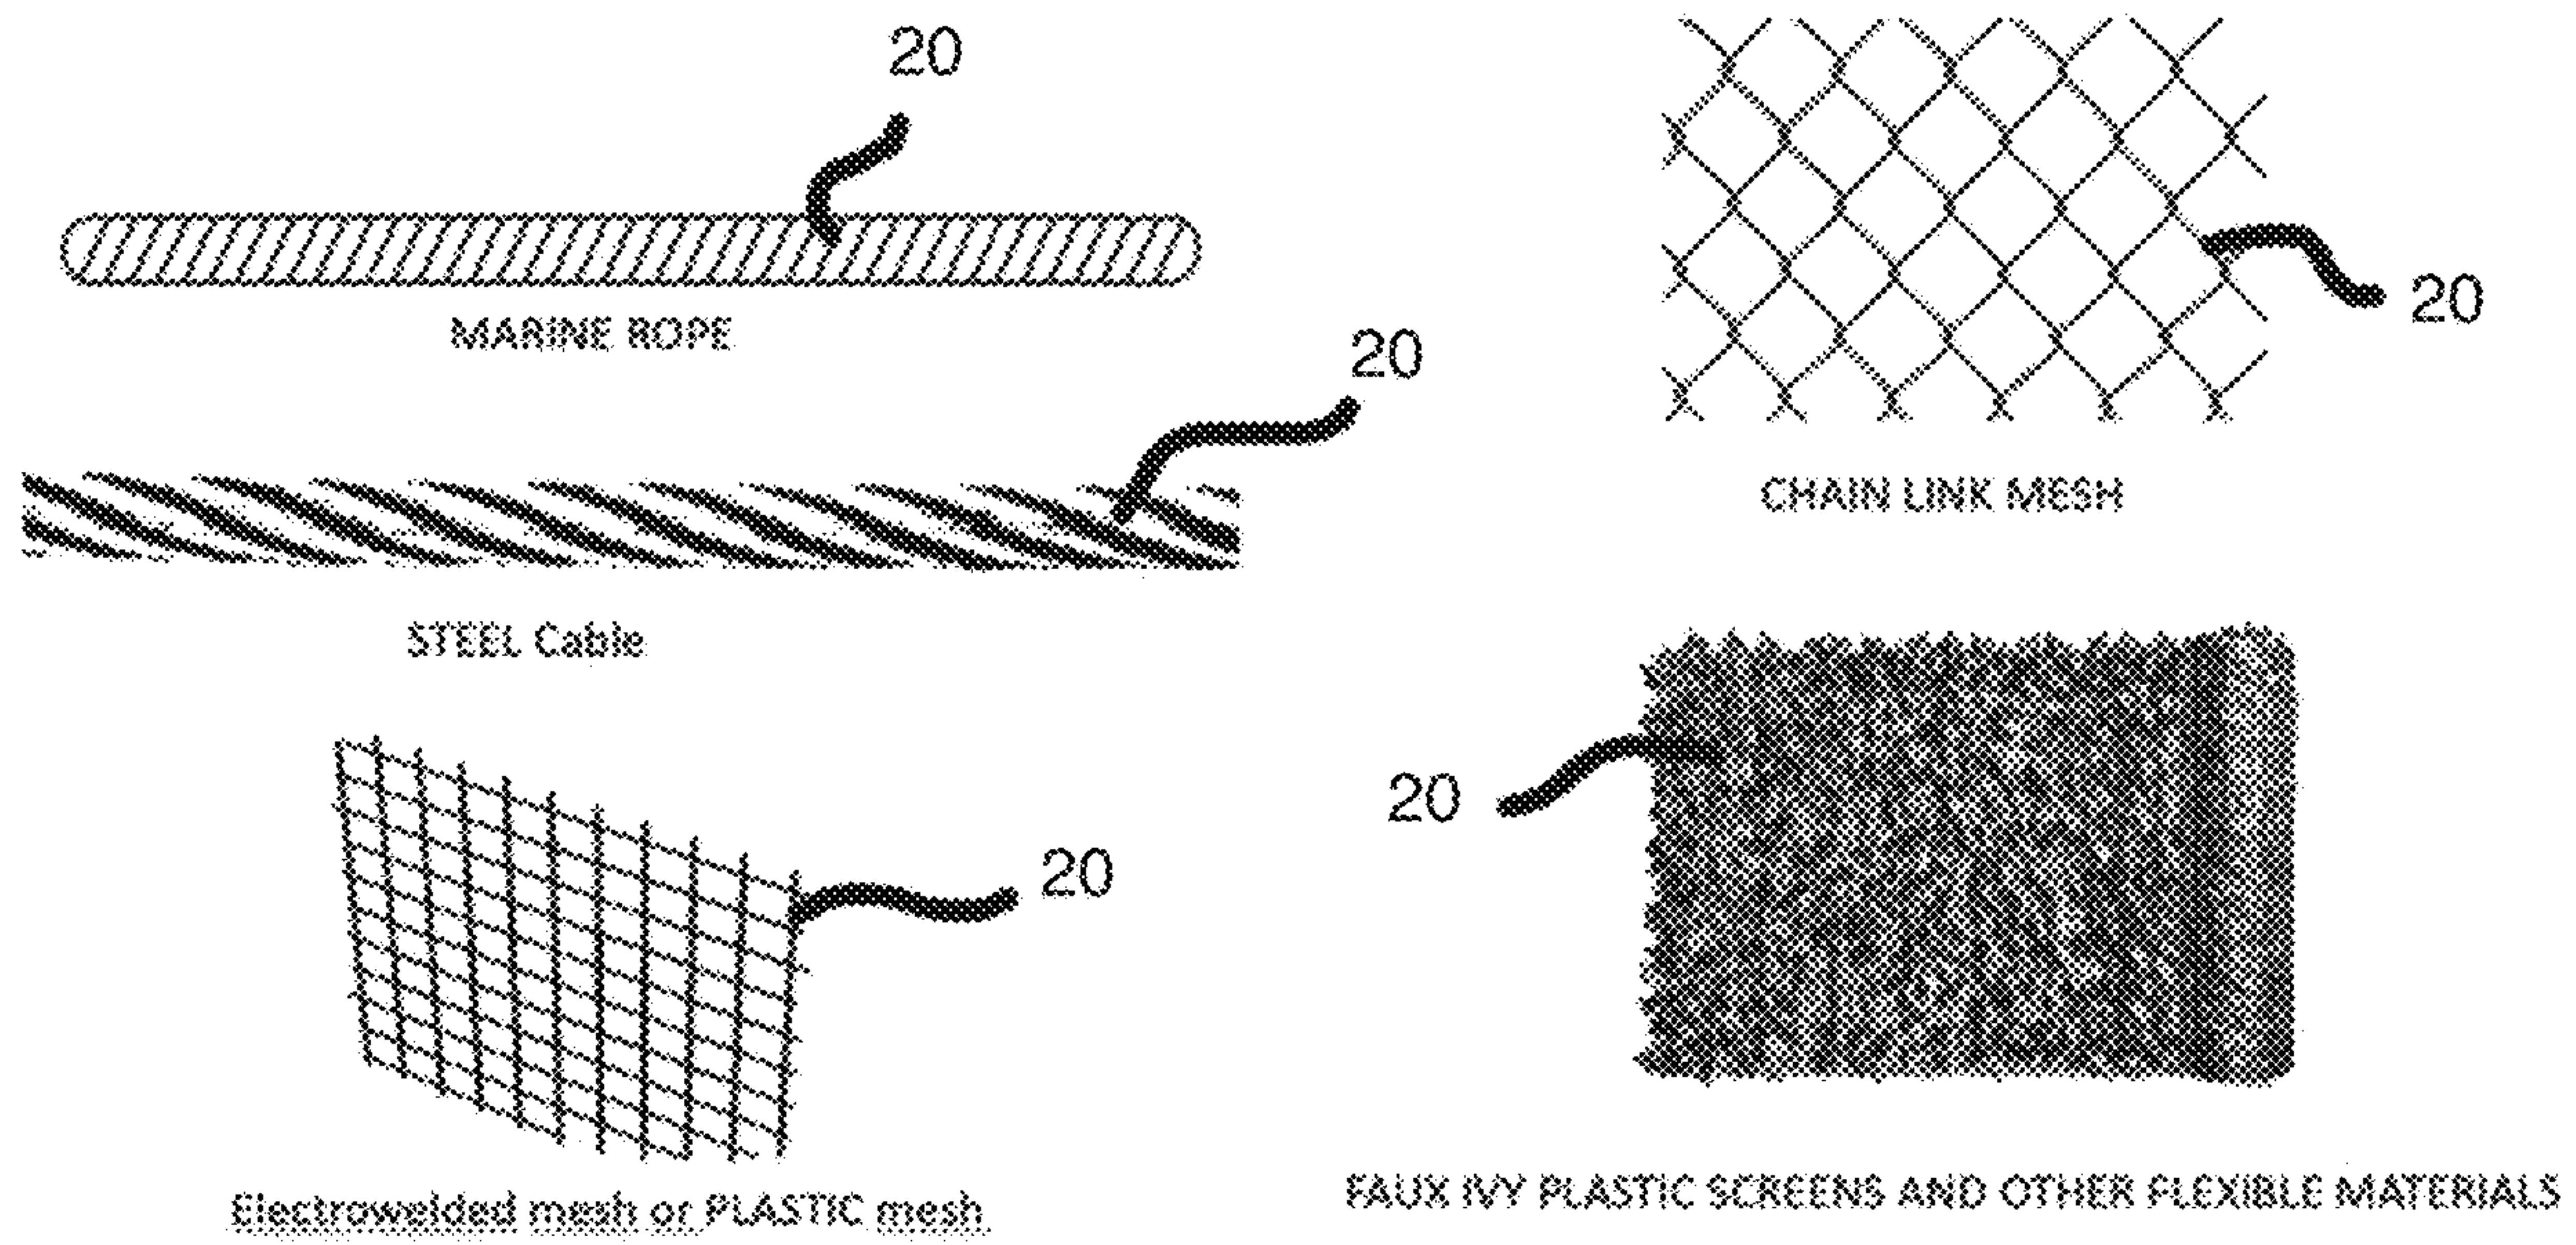 20
MARINE ROPE
20
STEEL Cable
20
Electrowelded mesh or PLASTIC mesh
20
CHAIN LINK MESH
20
FAUX IVY PLASTIC SCREENS AND OTHER FLEXIBLE MATERIALS